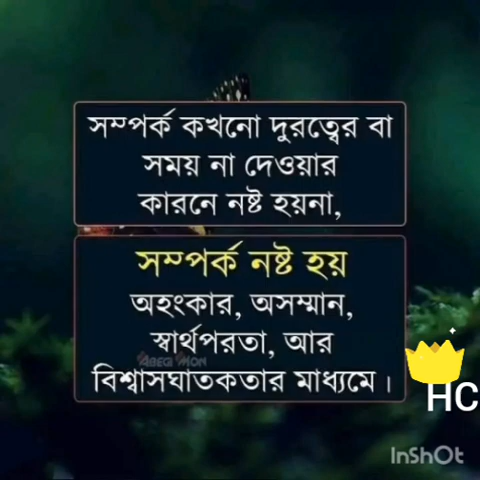 সম্পর্ক কখনো দুরত্বের বা
সময় না দেওয়ার
কারনে নষ্ট হয়না,
সম্পর্ক নষ্ট হয়
অহংকার, অসম্মান,
স্বার্থপরতা, আর
বিশ্বাসঘাতকতার মাধ্যমে।
HC
InShOt